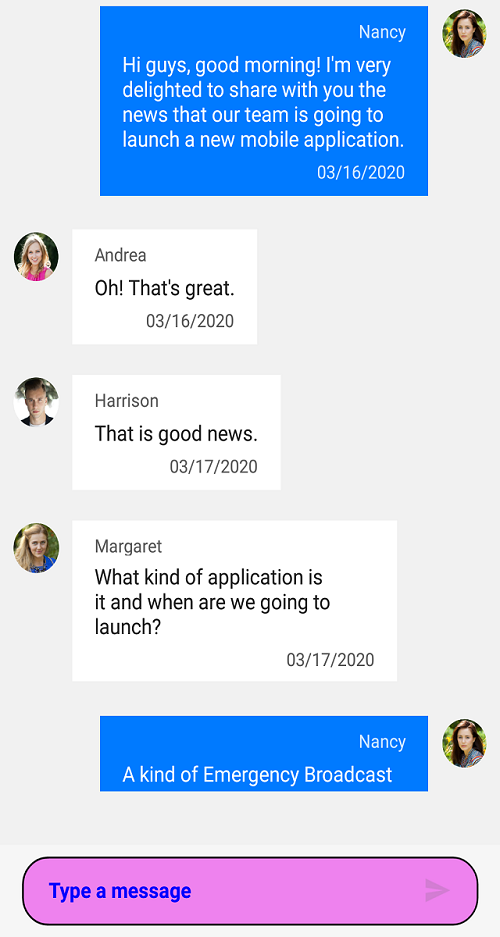 Nancy
Hi guys, good morning! I'm very
delighted to share with you the
news that our team is going to
launch a new mobile application.
03/16/2020
Andrea
Oh! That's great.
03/16/2020
Harrison
That is good news.
03/17/2020
Margaret
What kind of application is
it and when are we going to
launch?
03/17/2020
Nancy
A kind of Emergency Broadcast
Type a message